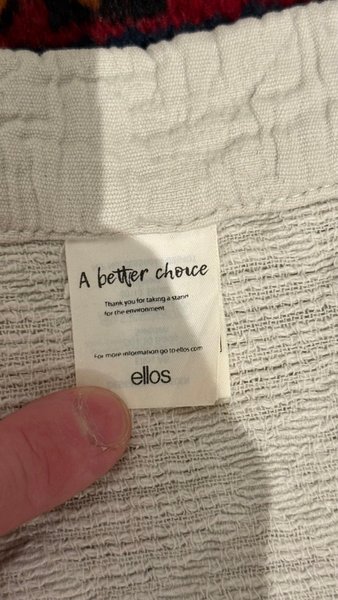 A better choice
Thank you for taking a stand
for the environment
For more information go to ellos.com
ellos